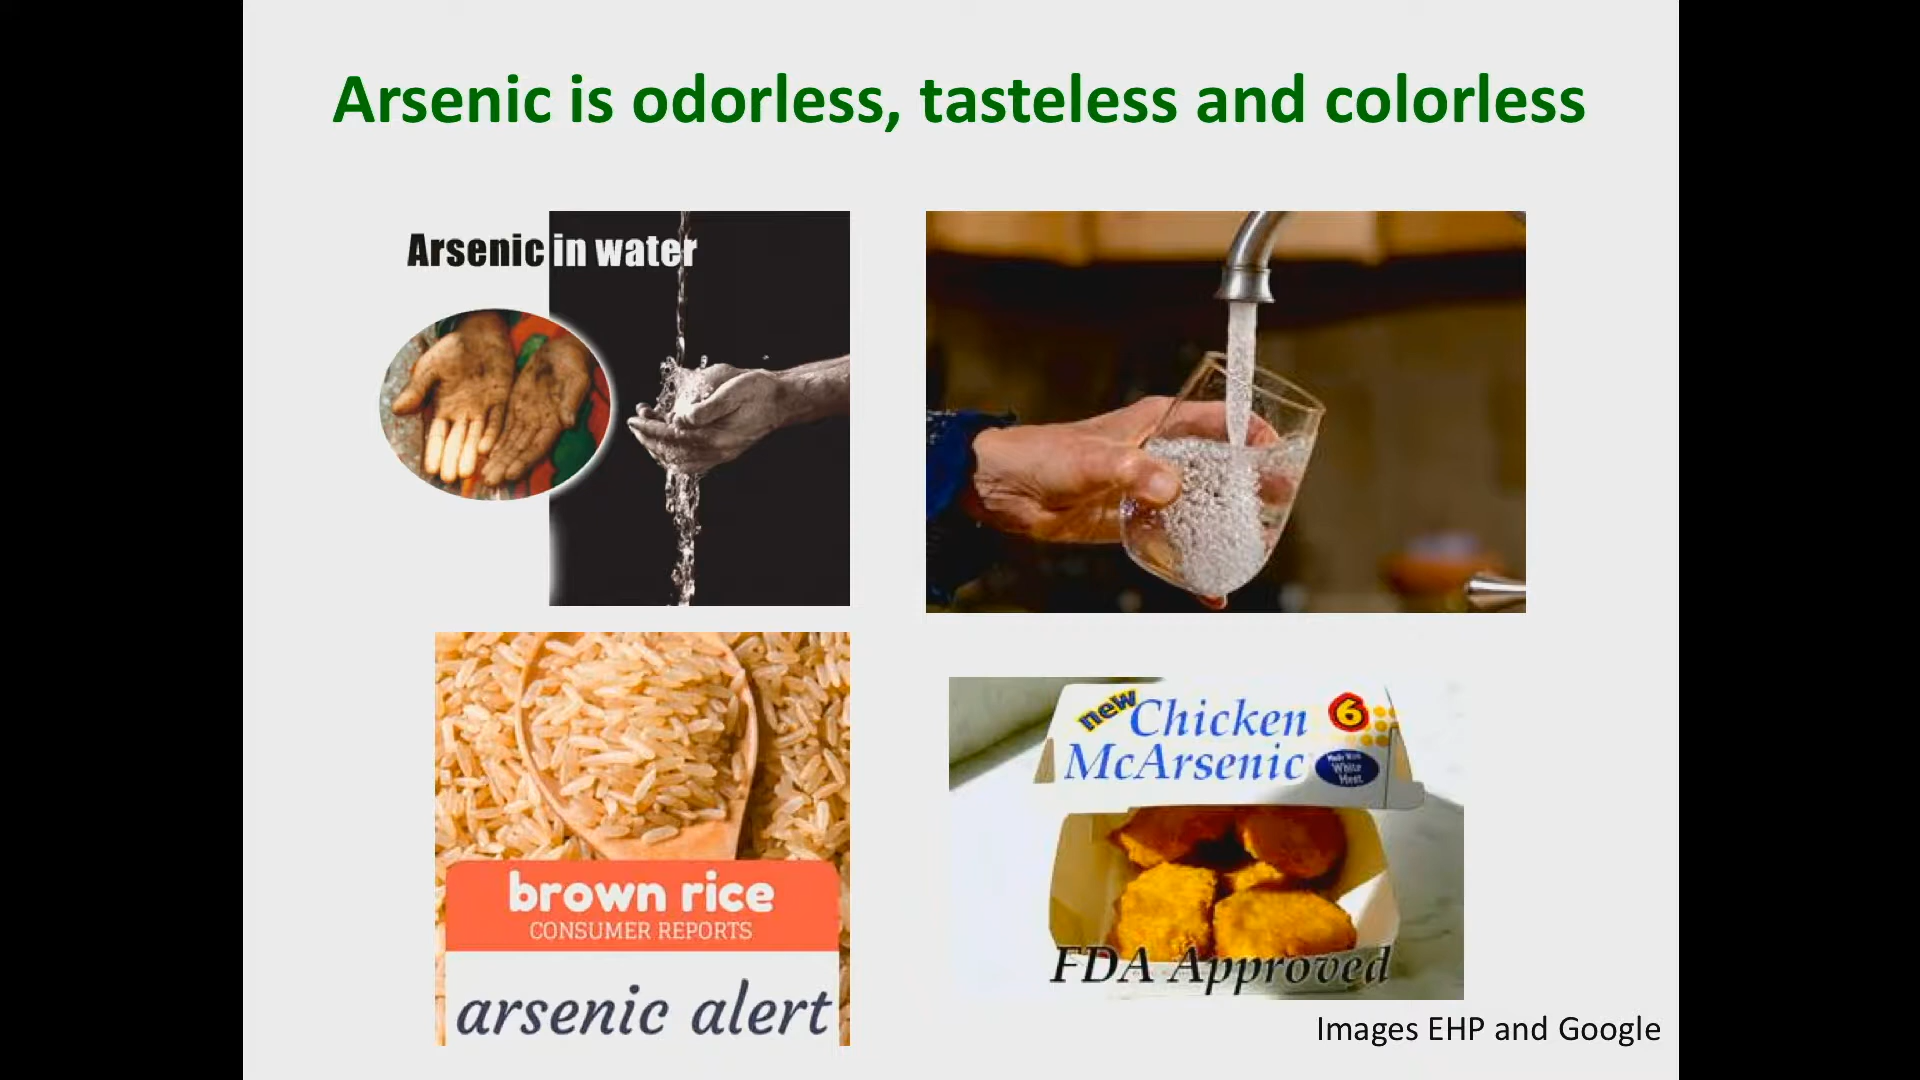 Arsenic is odorless, tasteless and colorless
Arsenic in water
brown rice
CONSUMER REPORTS
arsenic alert
new Chicken 6
McArsenic
Made With
White
Meat
FDA Approved
Images EHP and Google